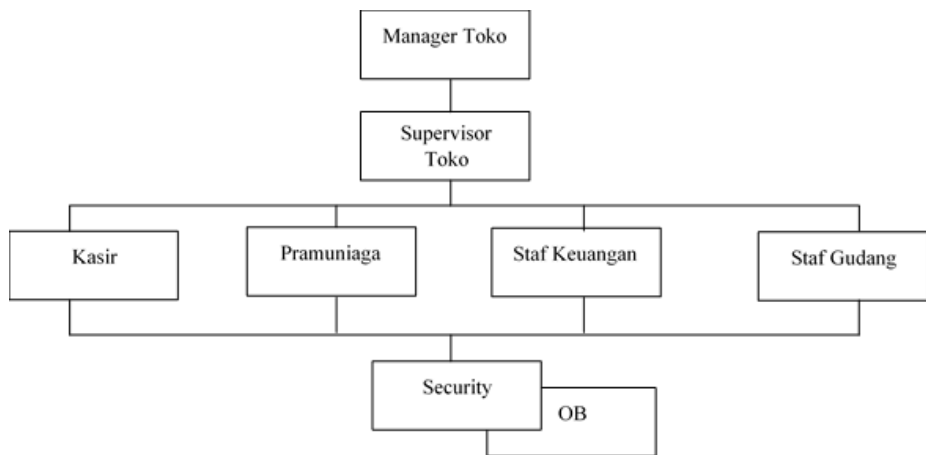 Manager Toko
Supervisor
Toko
Kasir
Pramuniaga
Staf Keuangan
Staf Gudang
Security
OB